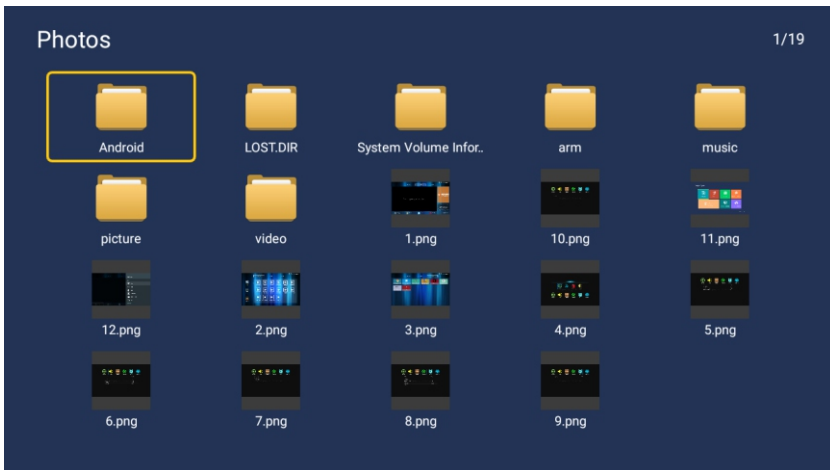 Photos
1/19
Android
LOST.DIR
System Volume Infor..
arm
music
picture
video
1.png
10.png
11.png
12.png
2.png
3.png
4.png
5.png
6.png
7.png
8.png
9.png